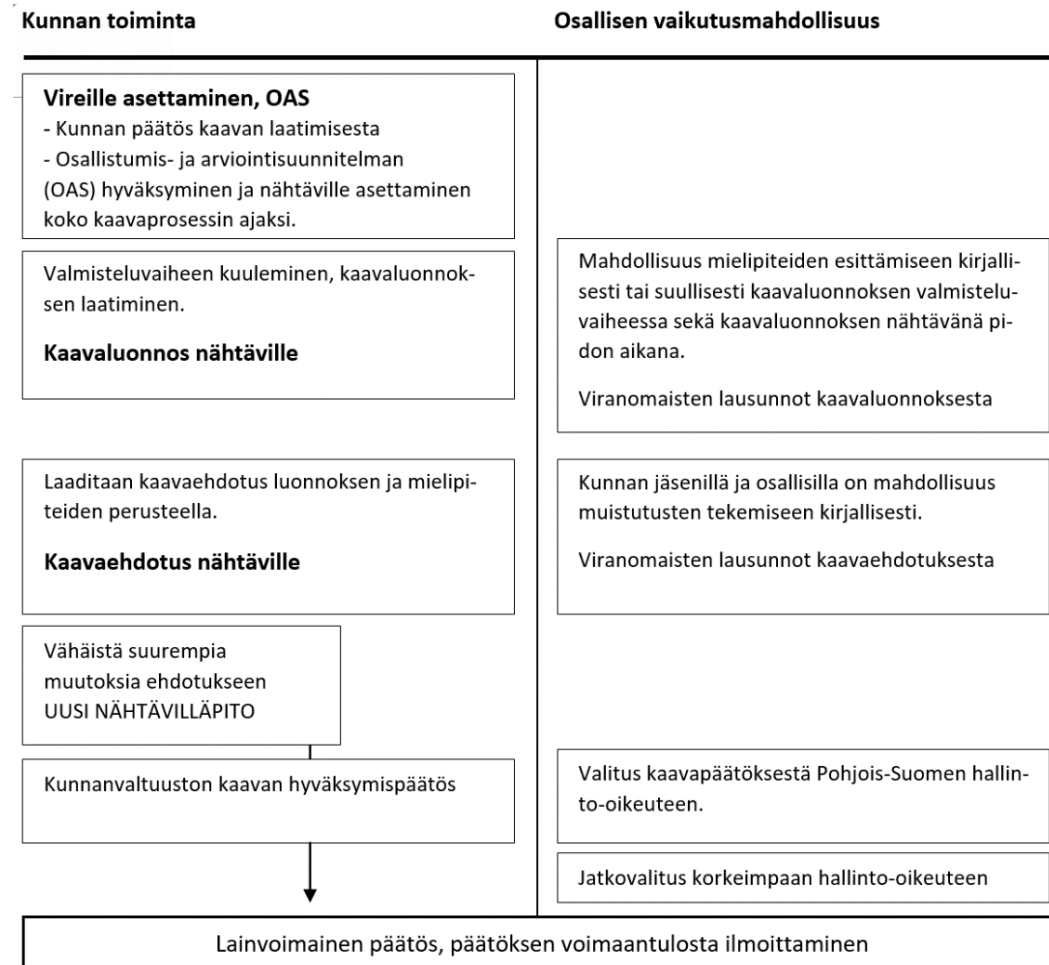 Kunnan toiminta
Osallisen vaikutusmahdollisuus
Vireille asettaminen, OAS
- Kunnan päätös kaavan laatimisesta
- Osallistumis- ja arviointisuunnitelman
(OAS) hyväksyminen ja nähtäville asettaminen
koko kaavaprosessin ajaksi.
Valmisteluvaiheen kuuleminen, kaavaluonnok-
sen laatiminen.
Kaavaluonnos nähtäville
Mahdollisuus mielipiteiden esittämiseen kirjalli-
sesti tai suullisesti kaavaluonnoksen valmistelu-
vaiheessa sekä kaavaluonnoksen nähtävänä pi-
don aikana.
Viranomaisten lausunnot kaavaluonnoksesta
Laaditaan kaavaehdotus luonnoksen ja mielipi-
teiden perusteella.
Kaavaehdotus nähtäville
Kunnan jäsenillä ja osallisilla on mahdollisuus
muistutusten tekemiseen kirjallisesti.
Viranomaisten lausunnot kaavaehdotuksesta
Vähäistä suurempia
muutoksia ehdotukseen
UUSI NÄHTÄVILLÄPITO
Kunnanvaltuuston kaavan hyväksymispäätös
Valitus kaavapäätöksestä Pohjois-Suomen hallin-
to-oikeuteen.
Jatkovalitus korkeimpaan hallinto-oikeuteen
Lainvoimainen päätös, päätöksen voimaantulosta ilmoittaminen